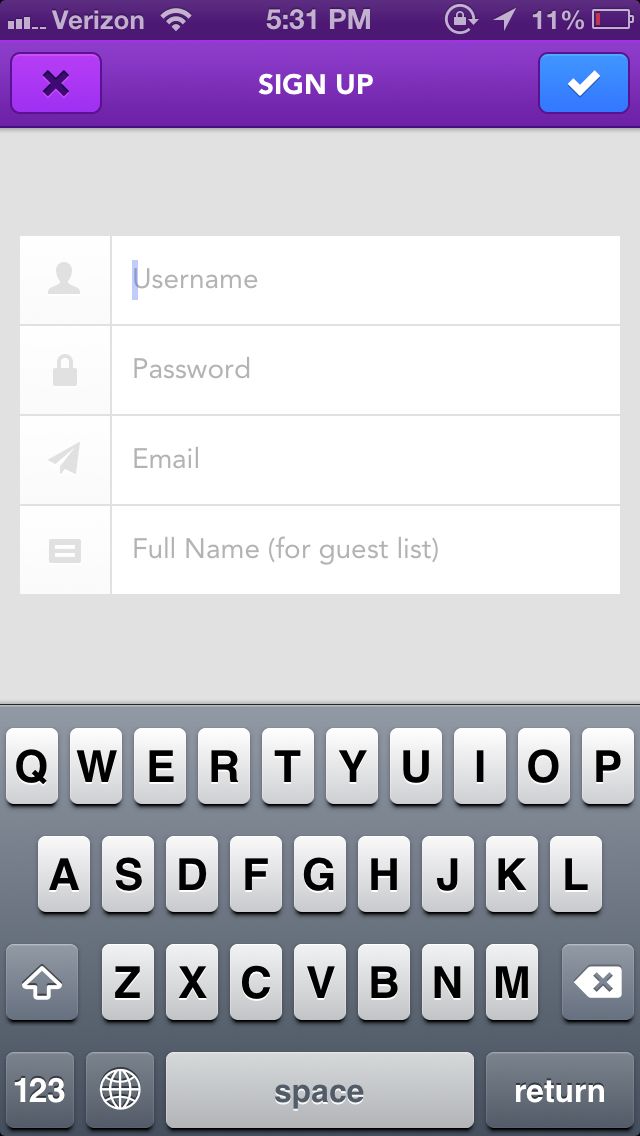 Verizon 5:31 PM 11%
SIGN UP
Username
Password
Email
Full Name (for guest list)
Q W E R T Y U I O P
A S D F G H J K L
Z X C V B N M
123 space return